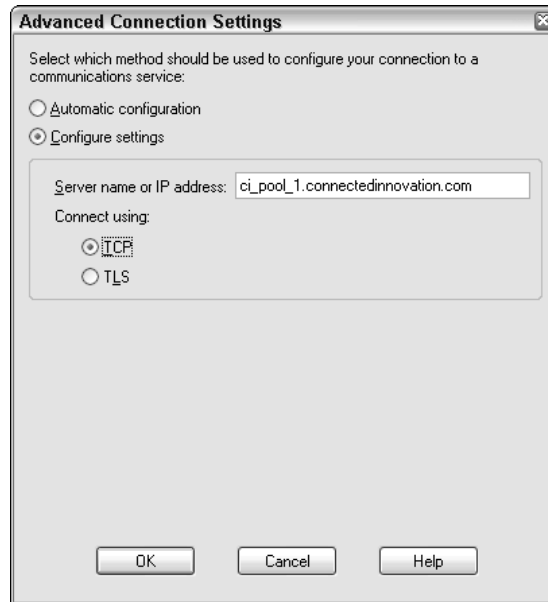 Advanced Connection Settings
Select which method should be used to configure your connection to a
communications service:
Automatic configuration
Configure settings
Server name or IP address: ci_pool_1.connectedinnovation.com
Connect using:
TCP
TLS
OK Cancel Help